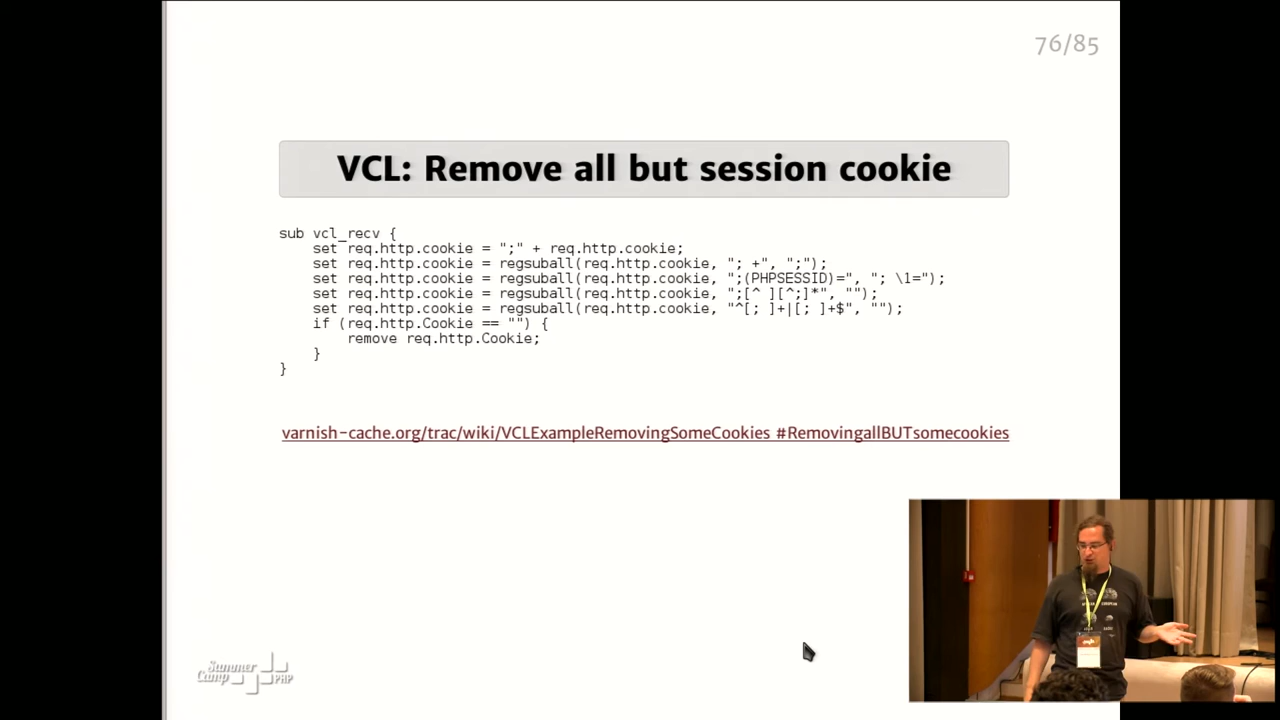 76/85
VCL: Remove all but session cookie
sub vcl_recv {
    set req.http.cookie = ";" + req.http.cookie;
    set req.http.cookie = regsuball(req.http.cookie, "; +", ";");
    set req.http.cookie = regsuball(req.http.cookie, ";(PHPSESSID)=", "; \1=");
    set req.http.cookie = regsuball(req.http.cookie, ";[^ ][^;]*", "");
    set req.http.cookie = regsuball(req.http.cookie, "^[; ]+|[; ]+$", "");
    if (req.http.Cookie == "") {
        remove req.http.Cookie;
    }
}
varnish-cache.org/trac/wiki/VCLExampleRemovingSomeCookies #RemovingallBUTsomecookies
Summer
Camp PHP